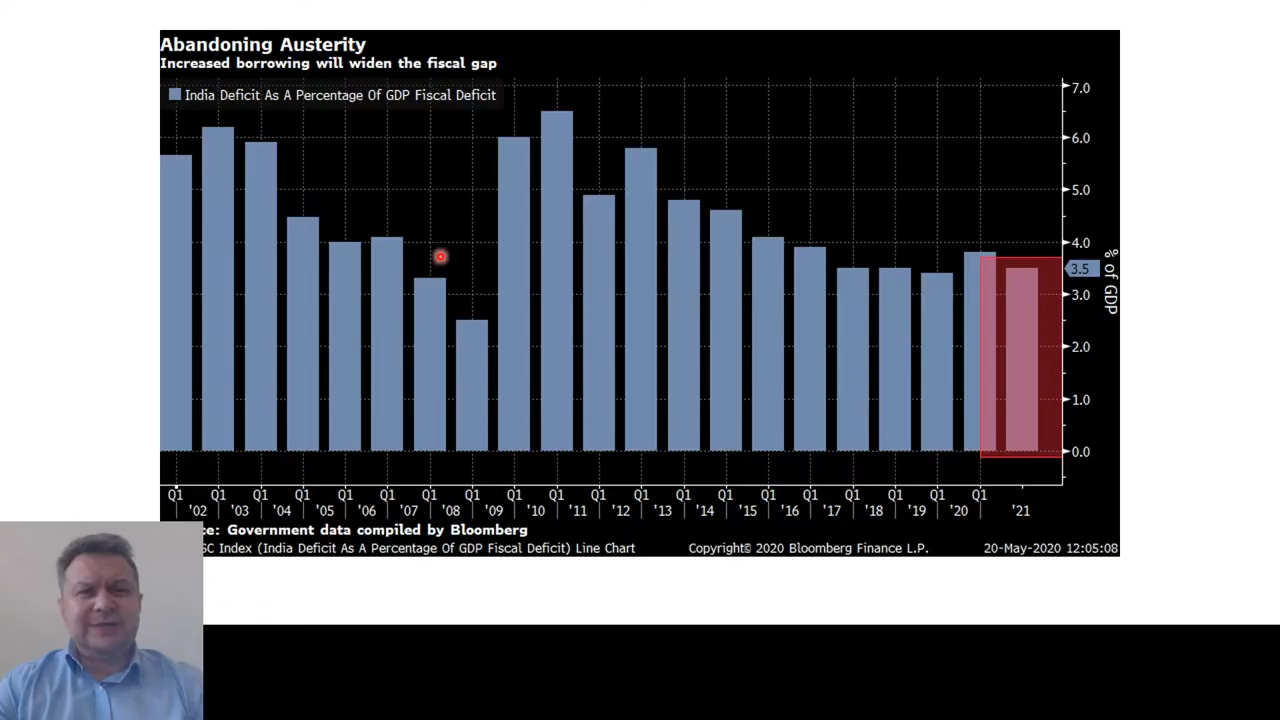 Abandoning Austerity
Increased borrowing will widen the fiscal gap
India Deficit As A Percentage Of GDP Fiscal Deficit
7.0
6.0
5.0
4.0
3.5
3.0
2.0
1.0
0.0
% of GDP
Q1 Q1 Q1 Q1 Q1 Q1 Q1 Q1 Q1 Q1 Q1 Q1 Q1 Q1 Q1 Q1 Q1 Q1 Q1 Q1
'02 '03 '04 '05 '06 '07 '08 '09 '10 '11 '12 '13 '14 '15 '16 '17 '18 '19 '20 '21
Government data compiled by Bloomberg
Index (India Deficit As A Percentage Of GDP Fiscal Deficit) Line Chart Copyright© 2020 Bloomberg Finance L.P. 20-May-2020 12:05:08